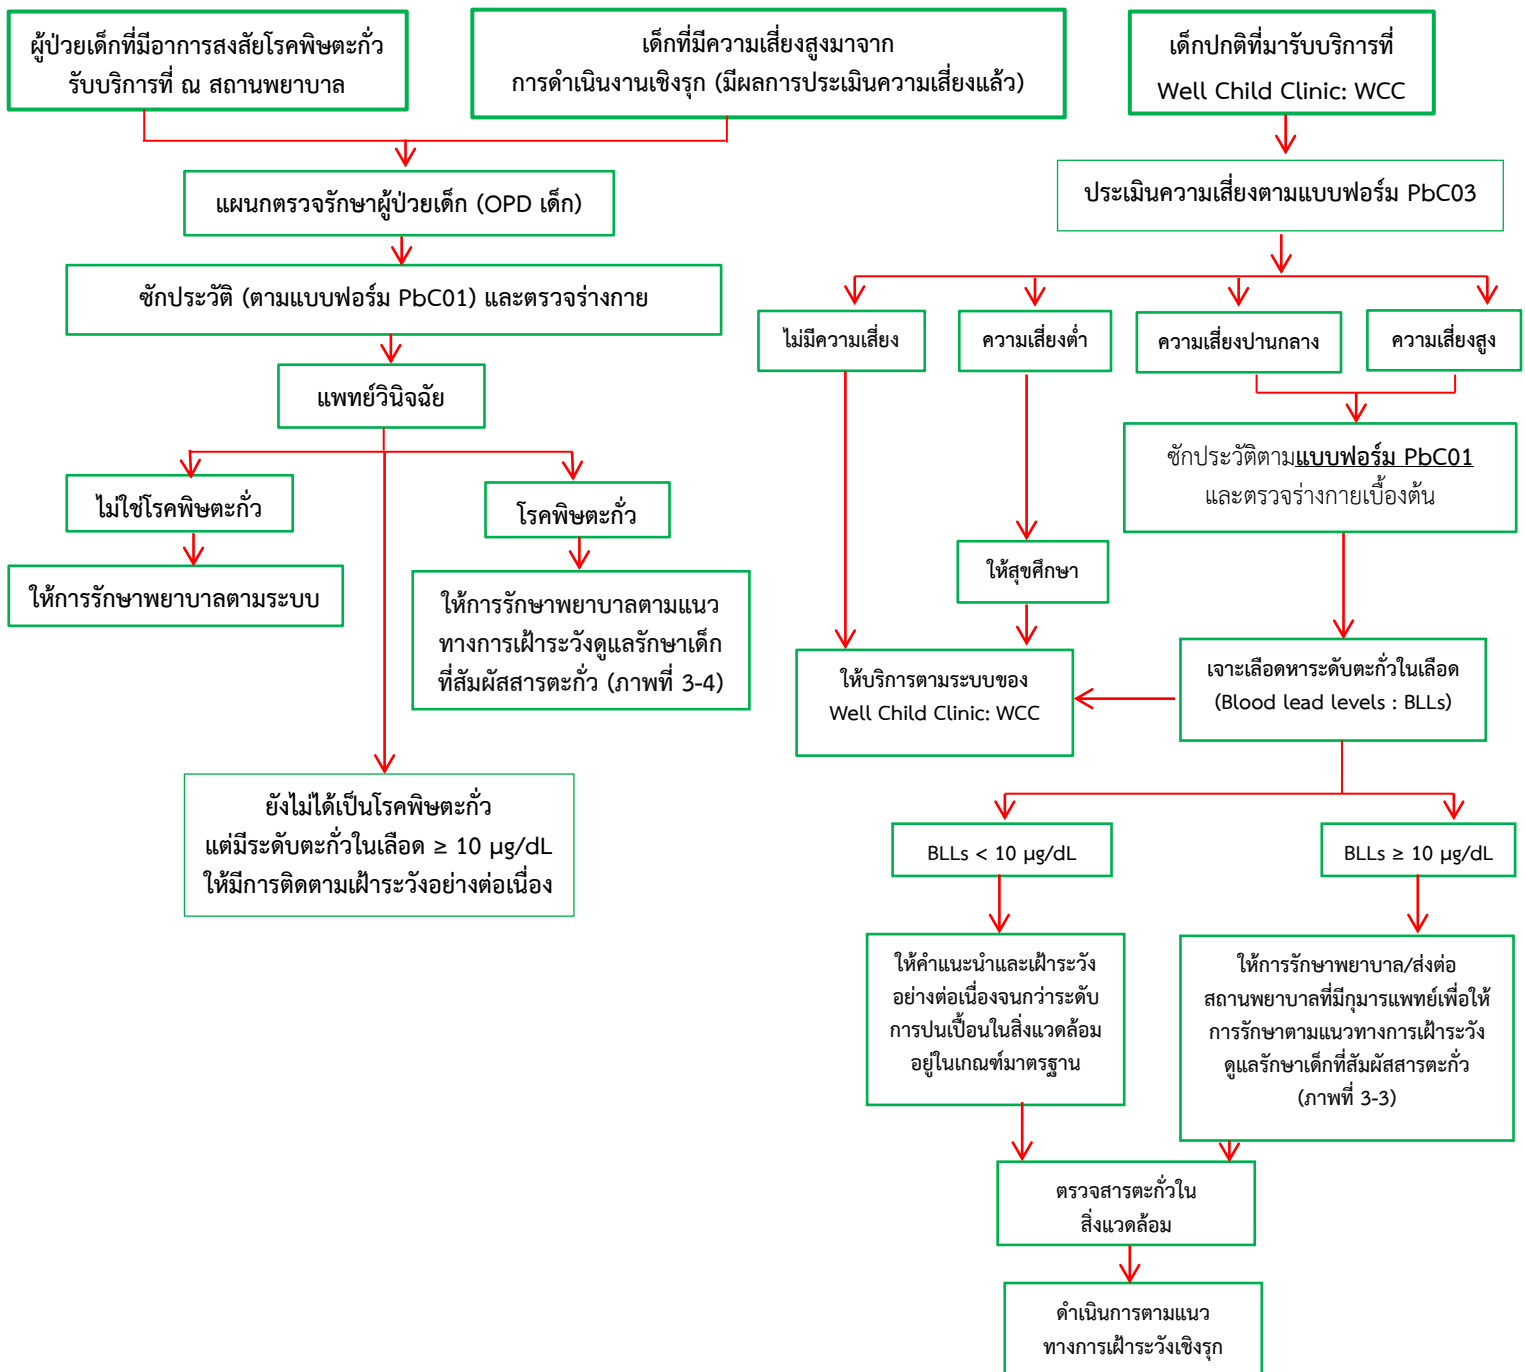 ผู้ป่วยเด็กที่มีอาการสงสัยโรคพิษตะกั่ว
รับบริการที่ ณ สถานพยาบาล
เด็กที่มีความเสี่ยงสูงมาจาก
การดำเนินงานเชิงรุก (มีผลการประเมินความเสี่ยงแล้ว)
เด็กปกติที่มารับบริการที่
Well Child Clinic: WCC
แผนกตรวจรักษาผู้ป่วยเด็ก (OPD เด็ก)
ซักประวัติ (ตามแบบฟอร์ม PbC01) และตรวจร่างกาย
แพทย์วินิจฉัย
ไม่ใช่โรคพิษตะกั่ว
ให้การรักษาพยาบาลตามระบบ
โรคพิษตะกั่ว
ให้การรักษาพยาบาลตามแนว
ทางการเฝ้าระวังดูแลรักษาเด็ก
ที่สัมผัสสารตะกั่ว (ภาพที่ 3-4)
ยังไม่ได้เป็นโรคพิษตะกั่ว
แต่มีระดับตะกั่วในเลือด ≥ 10 µg/dL
ให้มีการติดตามเฝ้าระวังอย่างต่อเนื่อง
ประเมินความเสี่ยงตามแบบฟอร์ม PbC03
ไม่มีความเสี่ยง
ความเสี่ยงต่ำ
ความเสี่ยงปานกลาง
ความเสี่ยงสูง
ซักประวัติตามแบบฟอร์ม PbC01
และตรวจร่างกายเบื้องต้น
ให้สุขศึกษา
ให้บริการตามระบบของ
Well Child Clinic: WCC
เจาะเลือดหาระดับตะกั่วในเลือด
(Blood lead levels : BLLs)
BLLs < 10 µg/dL
BLLs ≥ 10 µg/dL
ให้คำแนะนำและเฝ้าระวัง
อย่างต่อเนื่องจนกว่าระดับ
การปนเปื้อนในสิ่งแวดล้อม
อยู่ในเกณฑ์มาตรฐาน
ให้การรักษาพยาบาล/ส่งต่อ
สถานพยาบาลที่มีกุมารแพทย์เพื่อให้
การรักษาตามแนวทางการเฝ้าระวัง
ดูแลรักษาเด็กที่สัมผัสสารตะกั่ว
(ภาพที่ 3-3)
ตรวจสารตะกั่วใน
สิ่งแวดล้อม
ดำเนินการตามแนว
ทางการเฝ้าระวังเชิงรุก